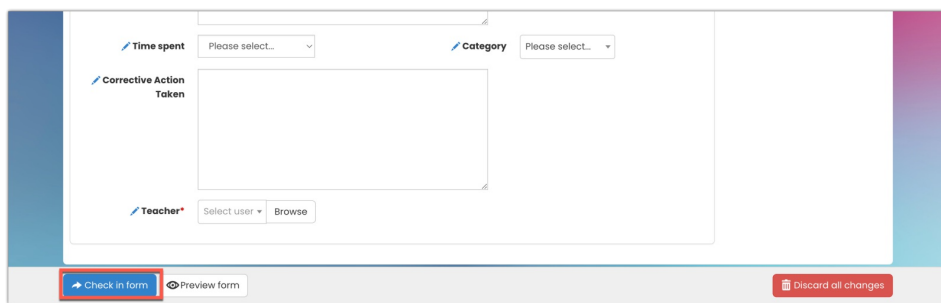 Time spent Please select... Category Please select...
Corrective Action
Taken
Teacher* Select user Browse
Check in form Preview form Discard all changes